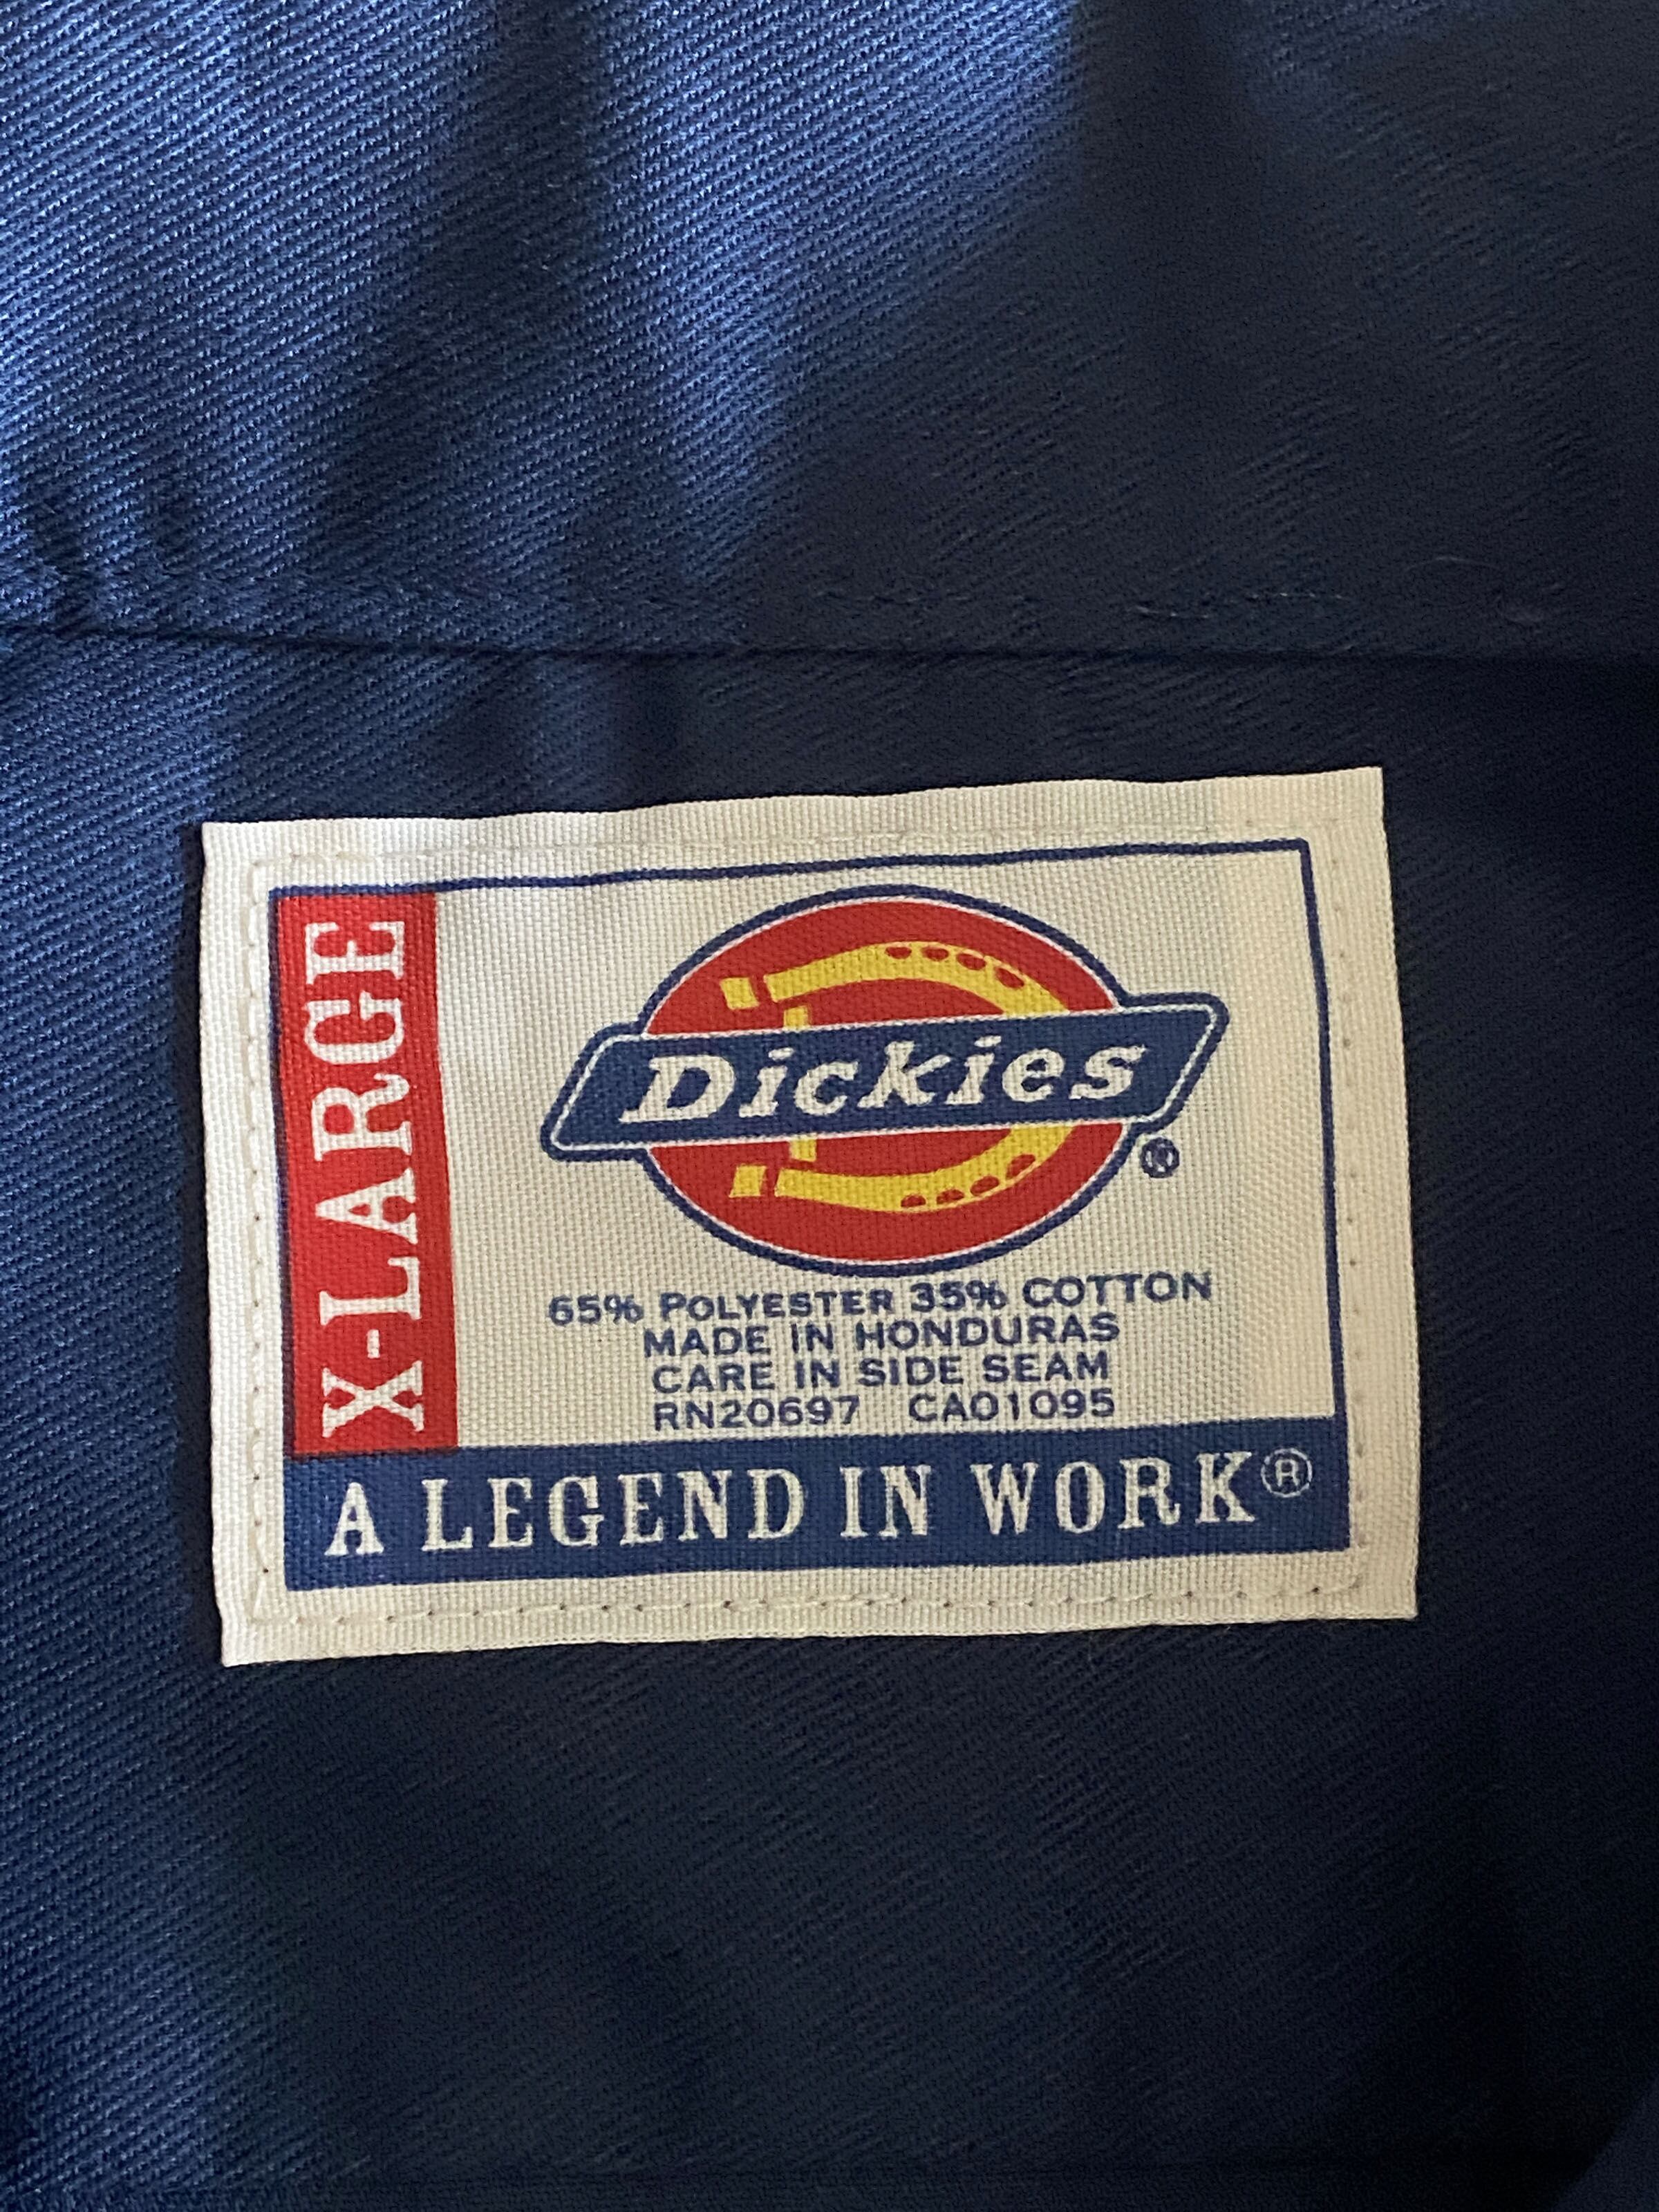 X-LARGE
Dickies
®
65% POLYESTER 35% COTTON
MADE IN HONDURAS
CARE IN SIDE SEAM
RN20697 CA01095
A LEGEND IN WORK®